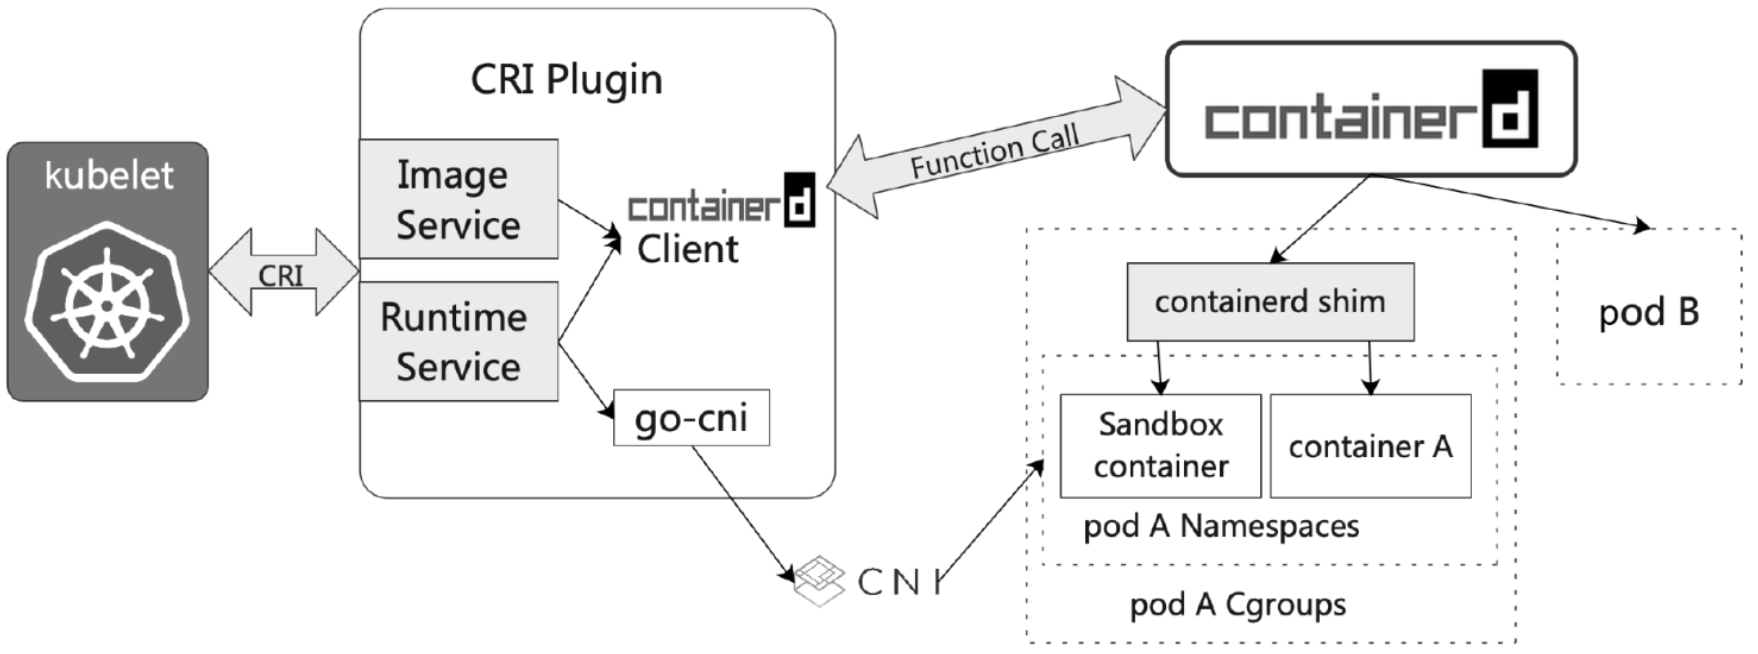 kubelet
CRI
CRI Plugin
Image
Service
Runtime
Service
containerd
Client
go-cni
CNI
Function Call
containerd
containerd shim
Sandbox
container
container A
pod A Namespaces
pod A Cgroups
pod B